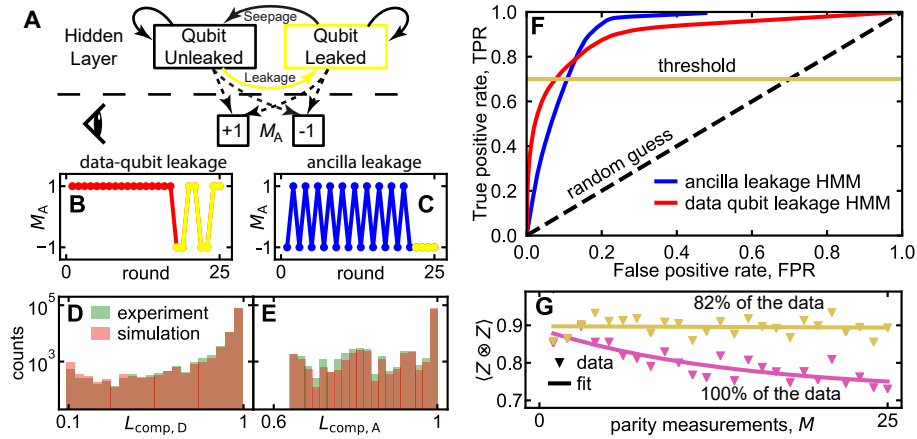 A
Hidden
Layer
Seepage
Qubit
Unleaked
Qubit
Leaked
Leakage
+1
M_A
-1
data-qubit leakage
ancilla leakage
B
C
M_A
1
−1
1
25
round
M_A
1
−1
1
25
round
D
E
experiment
simulation
counts
10^5
10^3
0.1
1
L_comp, D
0.6
1
L_comp, A
F
True positive rate, TPR
1.0
0.8
0.6
0.4
0.2
0.0
threshold
random guess
ancilla leakage HMM
data qubit leakage HMM
0.0
0.2
0.4
0.6
0.8
1.0
False positive rate, FPR
G
⟨Z ⊗ Z⟩
0.9
0.8
0.7
82% of the data
data
fit
100% of the data
0
25
parity measurements, M